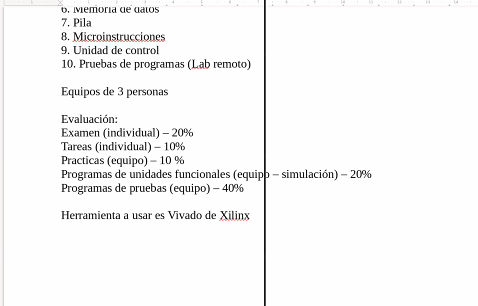 6. Memoria de datos
7. Pila
8. Microinstrucciones
9. Unidad de control
10. Pruebas de programas (Lab remoto)
Equipos de 3 personas
Evaluación:
Examen (individual) – 20%
Tareas (individual) – 10%
Practicas (equipo) – 10 %
Programas de unidades funcionales (equipo – simulación) – 20%
Programas de pruebas (equipo) – 40%
Herramienta a usar es Vivado de Xilinx